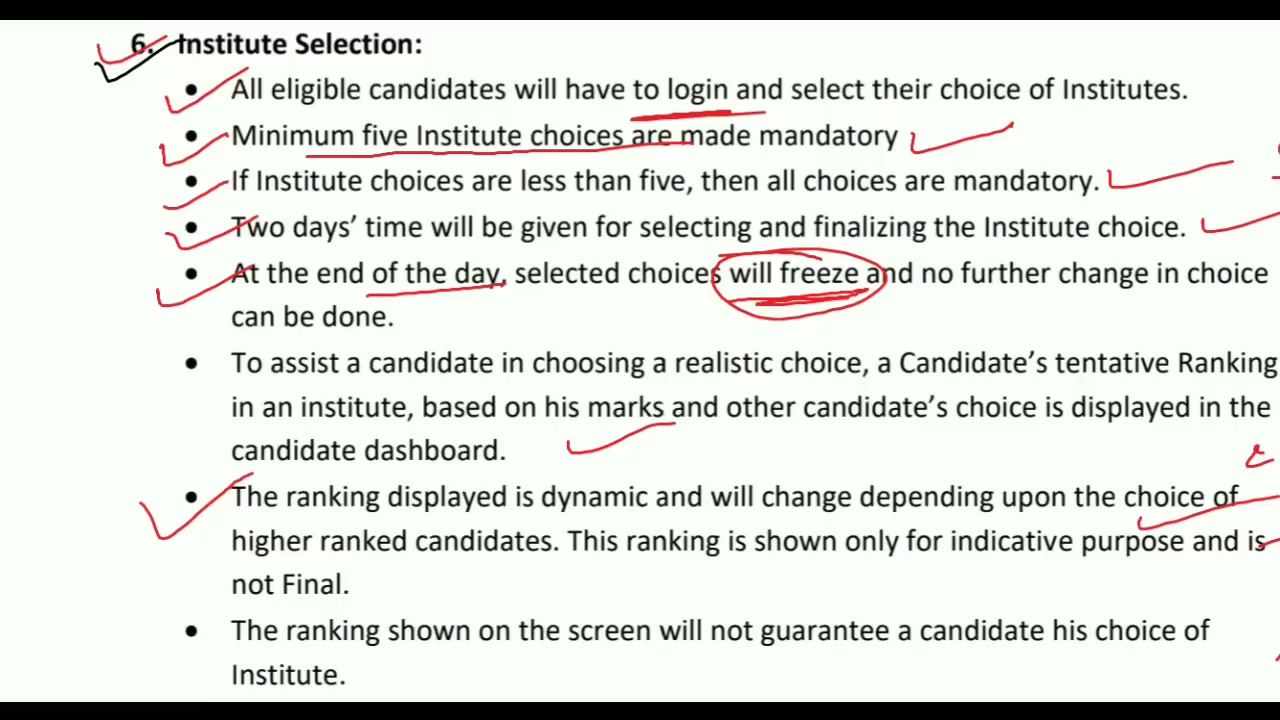 6. Institute Selection:
• All eligible candidates will have to login and select their choice of Institutes.
• Minimum five Institute choices are made mandatory
• If Institute choices are less than five, then all choices are mandatory.
• Two days’ time will be given for selecting and finalizing the Institute choice.
• At the end of the day, selected choices will freeze and no further change in choice
can be done.
• To assist a candidate in choosing a realistic choice, a Candidate’s tentative Ranking
in an institute, based on his marks and other candidate’s choice is displayed in the
candidate dashboard.
• The ranking displayed is dynamic and will change depending upon the choice of
higher ranked candidates. This ranking is shown only for indicative purpose and is
not Final.
• The ranking shown on the screen will not guarantee a candidate his choice of
Institute.